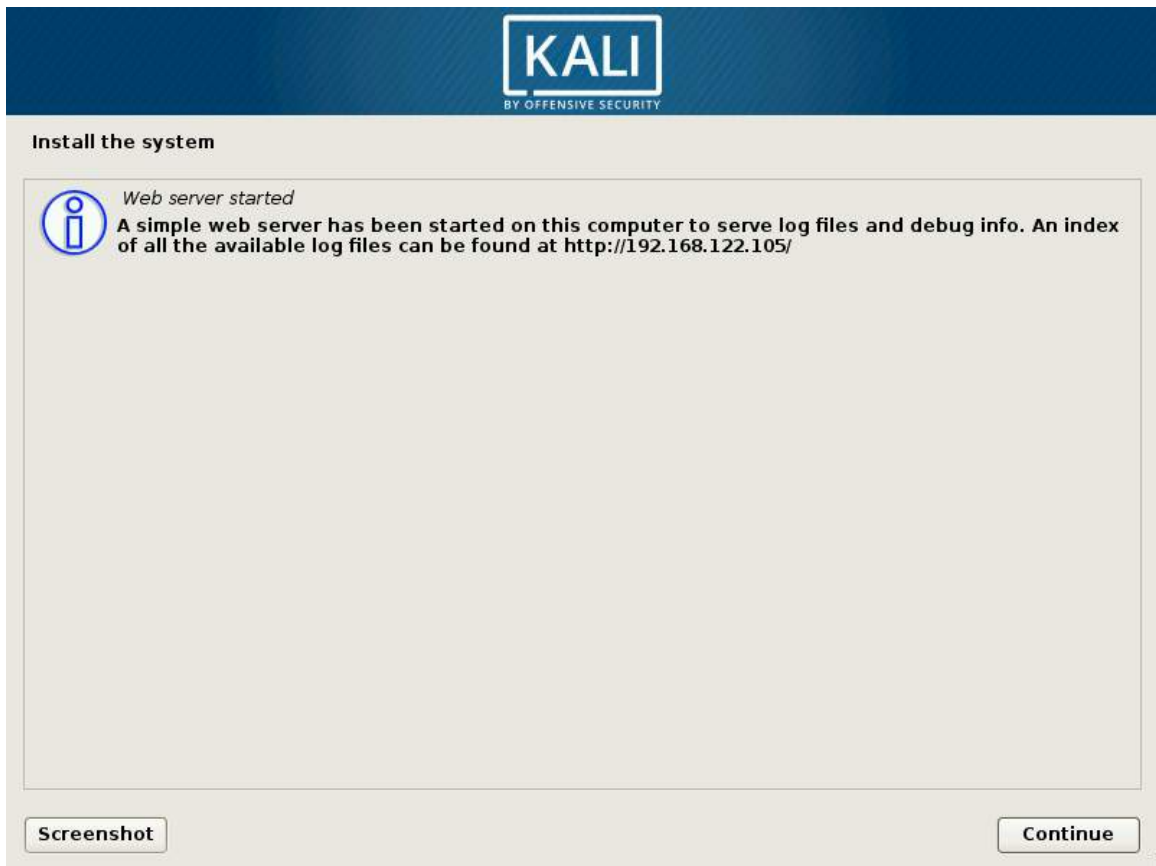 KALI
BY OFFENSIVE SECURITY
Install the system
Web server started
A simple web server has been started on this computer to serve log files and debug info. An index
of all the available log files can be found at http://192.168.122.105/
Screenshot
Continue